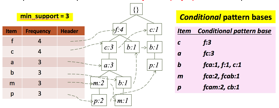 min_support = 3
Item Frequency Header
f 4
c 4
a 3
b 3
m 3
p 3
{ }
f:4 c:1
c:3 b:1 b:1
a:3 p:1
m:2 b:1
p:2 m:1
Conditional pattern bases
Item Conditional pattern base
c f:3
a fc:3
b fca:1, f:1, c:1
m fca:2, fcab:1
p fcam:2, cb:1